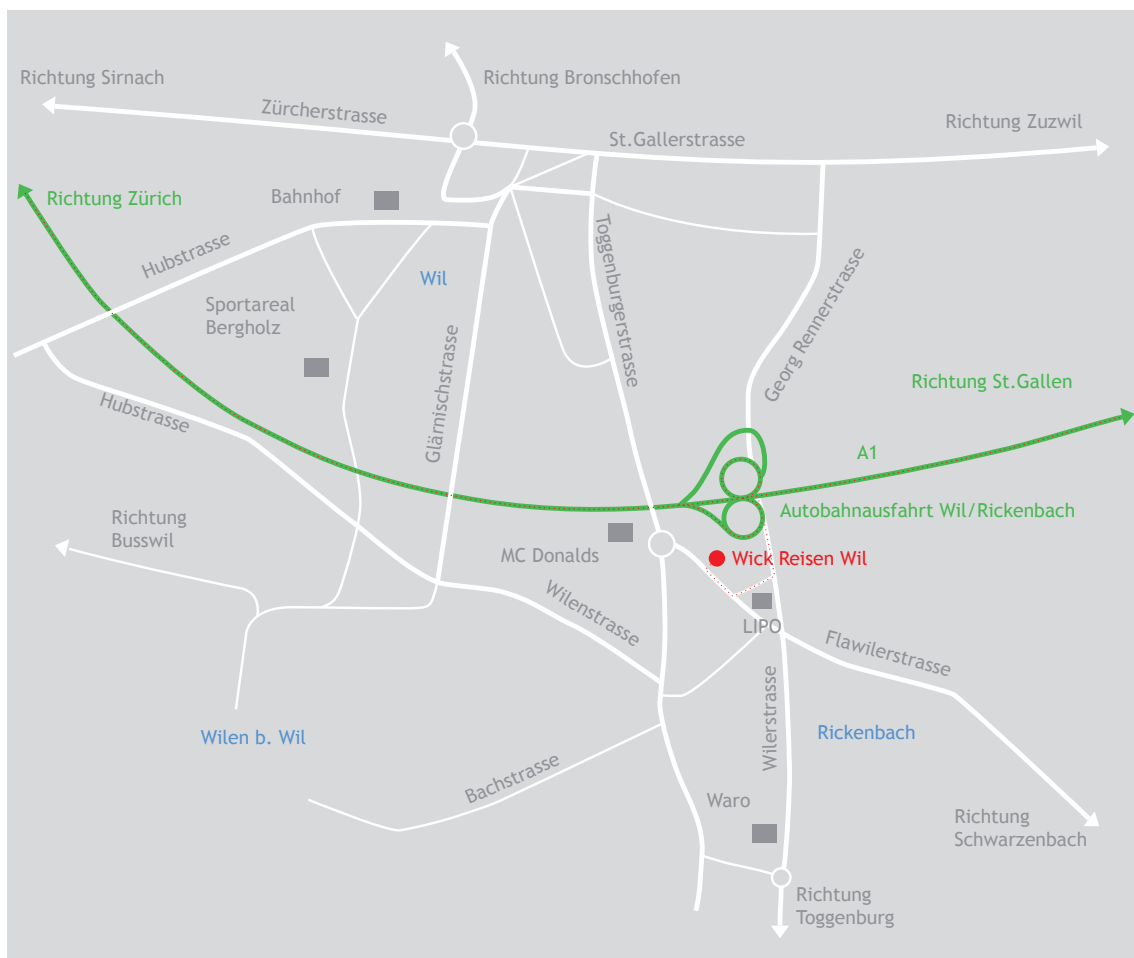 Richtung Sirnach
Richtung Bronschhofen
Zürcherstrasse
St.Gallerstrasse
Richtung Zuzwil
Richtung Zürich
Bahnhof
Hubstrasse
Wil
Toggenburgerstrasse
Georg Rennerstrasse
Sportareal
Bergholz
Glärnischstrasse
Hubstrasse
Richtung St.Gallen
A1
Autobahnausfahrt Wil/Rickenbach
Richtung
Busswil
MC Donalds
Wick Reisen Wil
Wilenstrasse
LIPO
Flawilerstrasse
Wilerstrasse
Wilen b. Wil
Rickenbach
Bachstrasse
Waro
Richtung
Schwarzenbach
Richtung
Toggenburg